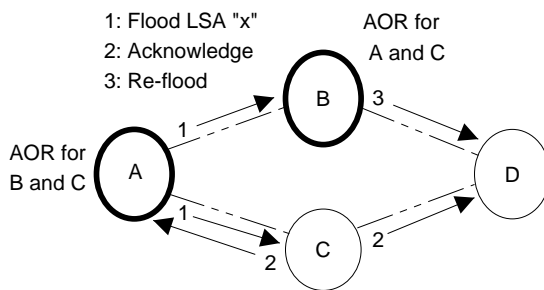 1: Flood LSA "x"
2: Acknowledge
3: Re-flood
AOR for
A and C
B
3
1
AOR for
B and C
A
D
1
2
2
C